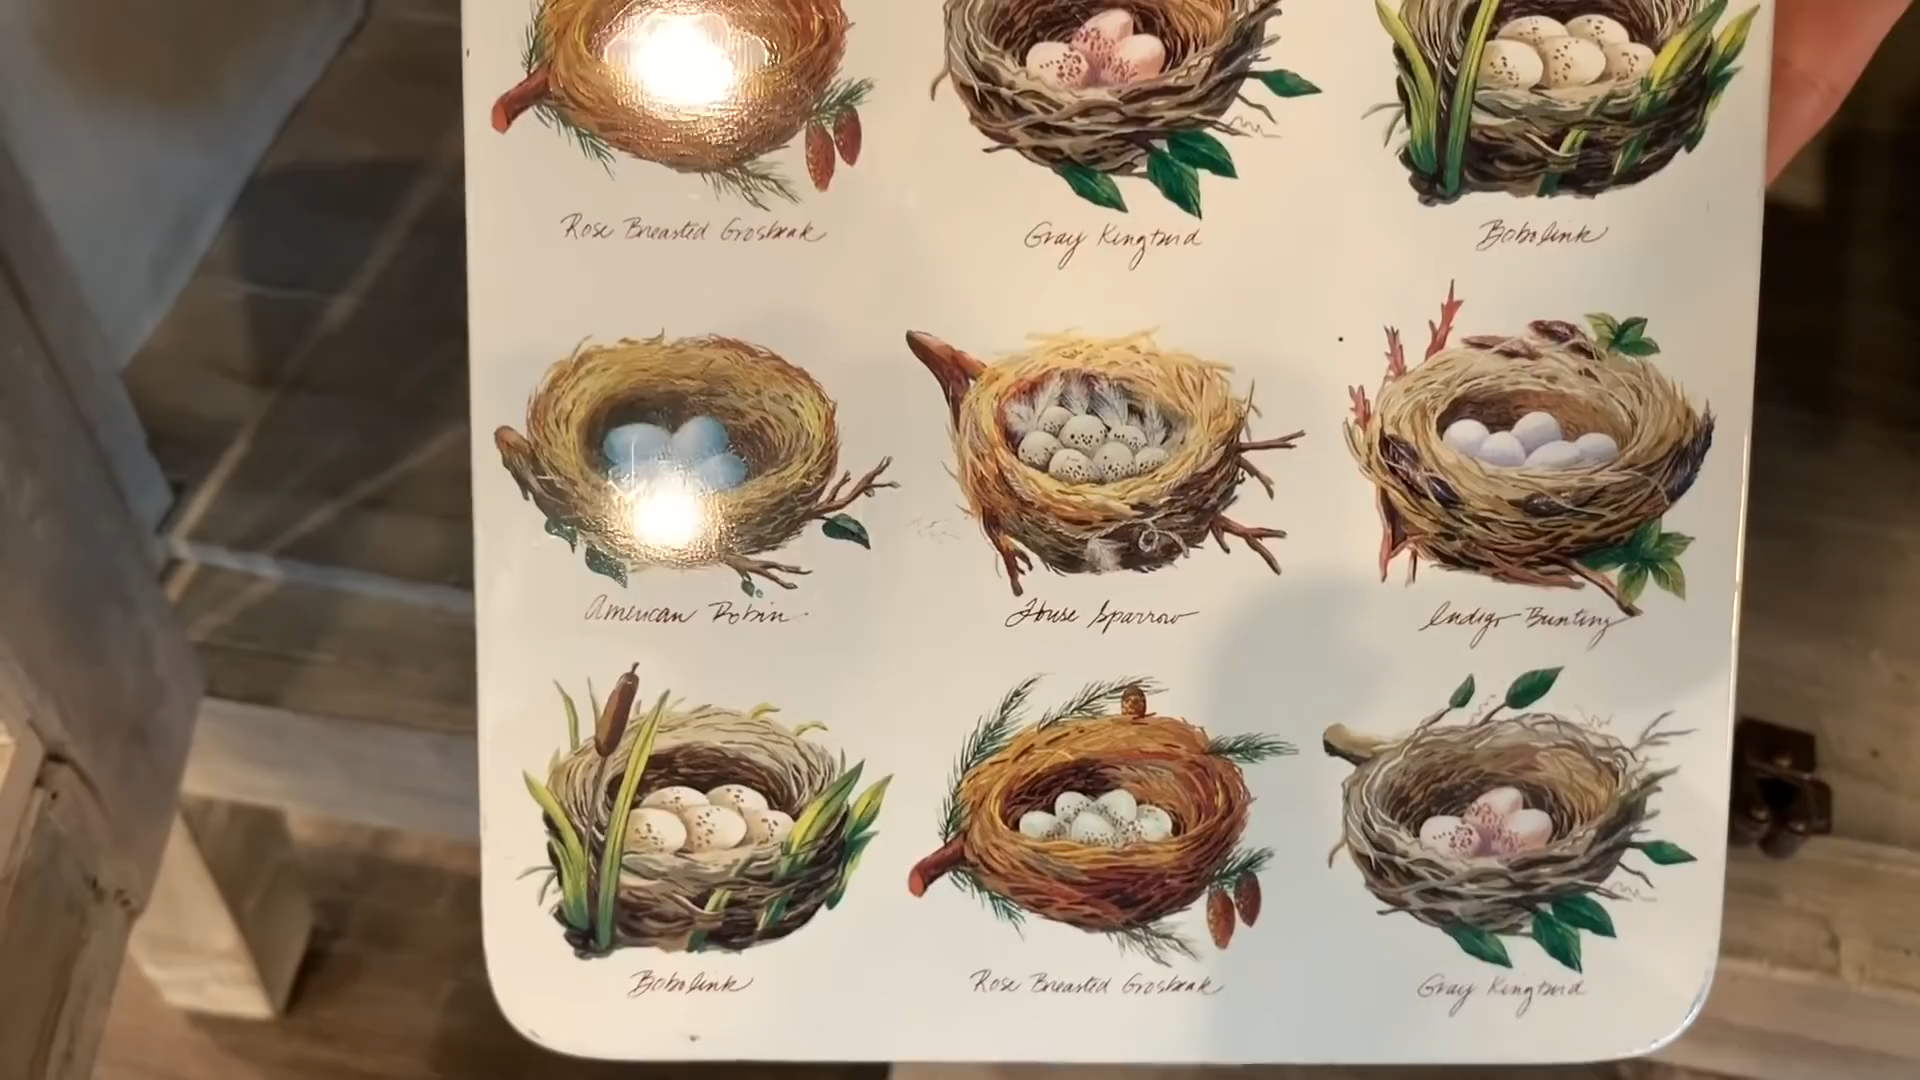 Rose Breasted Grosbeak
Gray Kingbird
Bobolink
American Robin
House Sparrow
Indigo Bunting
Bobolink
Rose Breasted Grosbeak
Gray Kingbird